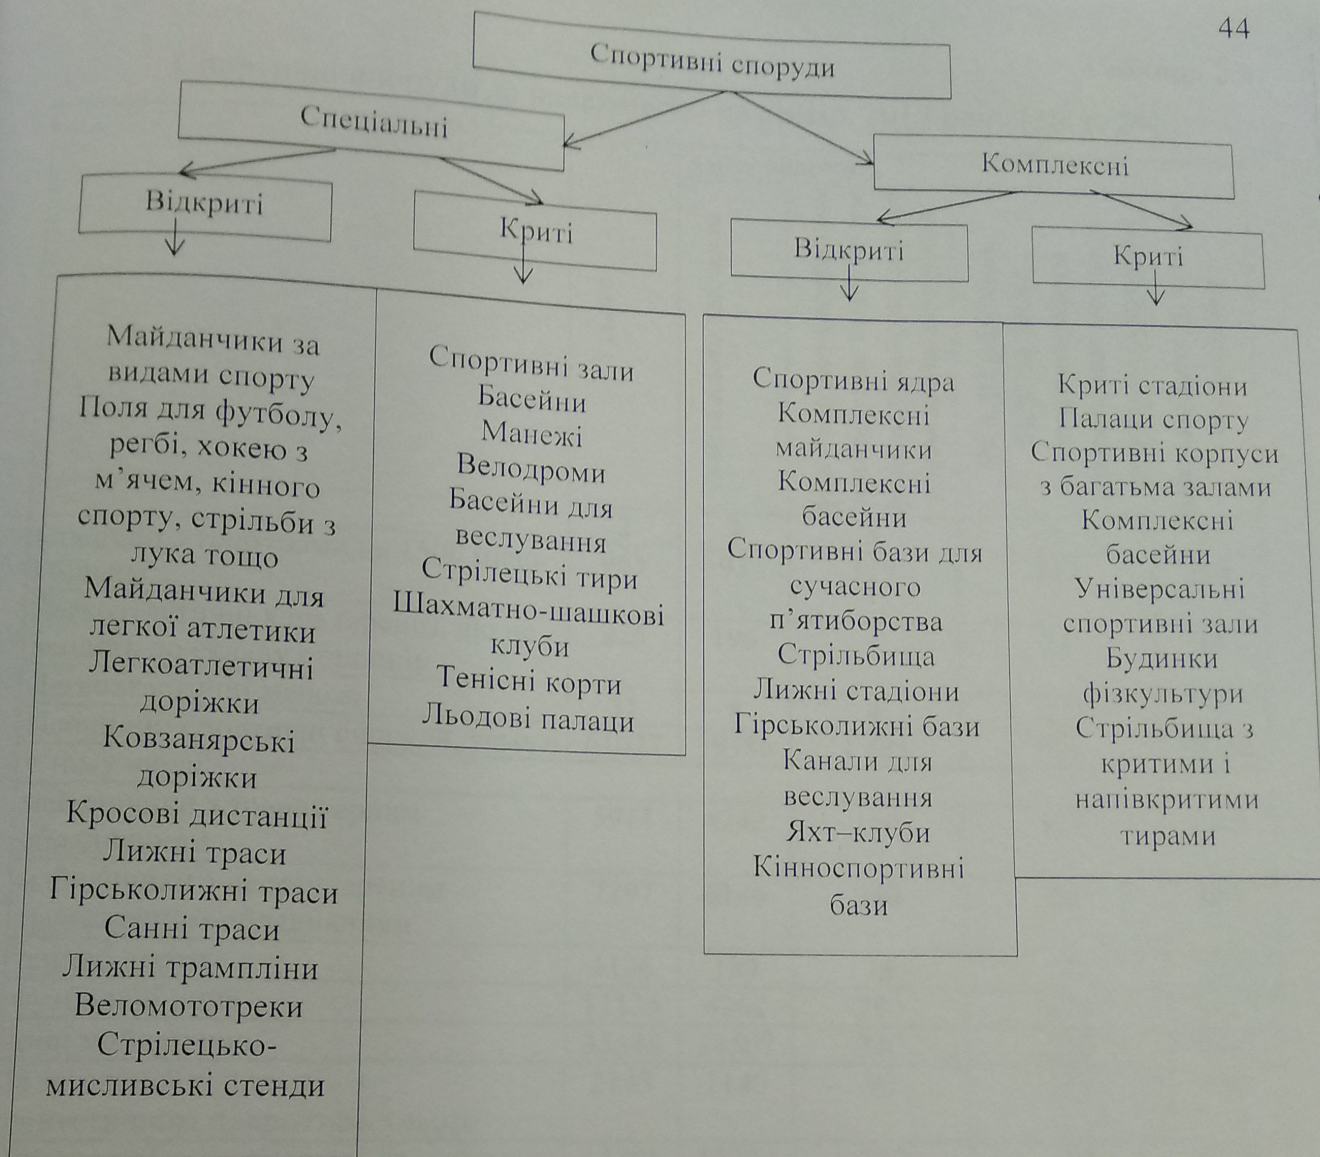 44
Спортивні споруди
Спеціальні
Комплексні
Відкриті
Криті
Відкриті
Криті
Майданчики за
видами спорту
Поля для футболу,
регбі, хокею з
м’ячем, кінного
спорту, стрільби з
лука тощо
Майданчики для
легкої атлетики
Легкоатлетичні
доріжки
Ковзанярські
доріжки
Кросові дистанції
Лижні траси
Гірськолижні траси
Санні траси
Лижні трампліни
Веломототреки
Стрілецько-
мисливські стенди
Спортивні зали
Басейни
Манежі
Велодроми
Басейни для
веслування
Стрілецькі тири
Шахматно-шашкові
клуби
Тенісні корти
Льодові палаци
Спортивні ядра
Комплексні
майданчики
Комплексні
басейни
Спортивні бази для
сучасного
п’ятиборства
Стрільбища
Лижні стадіони
Гірськолижні бази
Канали для
веслування
Яхт–клуби
Кінноспортивні
бази
Криті стадіони
Палаци спорту
Спортивні корпуси
з багатьма залами
Комплексні
басейни
Універсальні
спортивні зали
Будинки
фізкультури
Стрільбища з
критими і
напівкритими
тирами